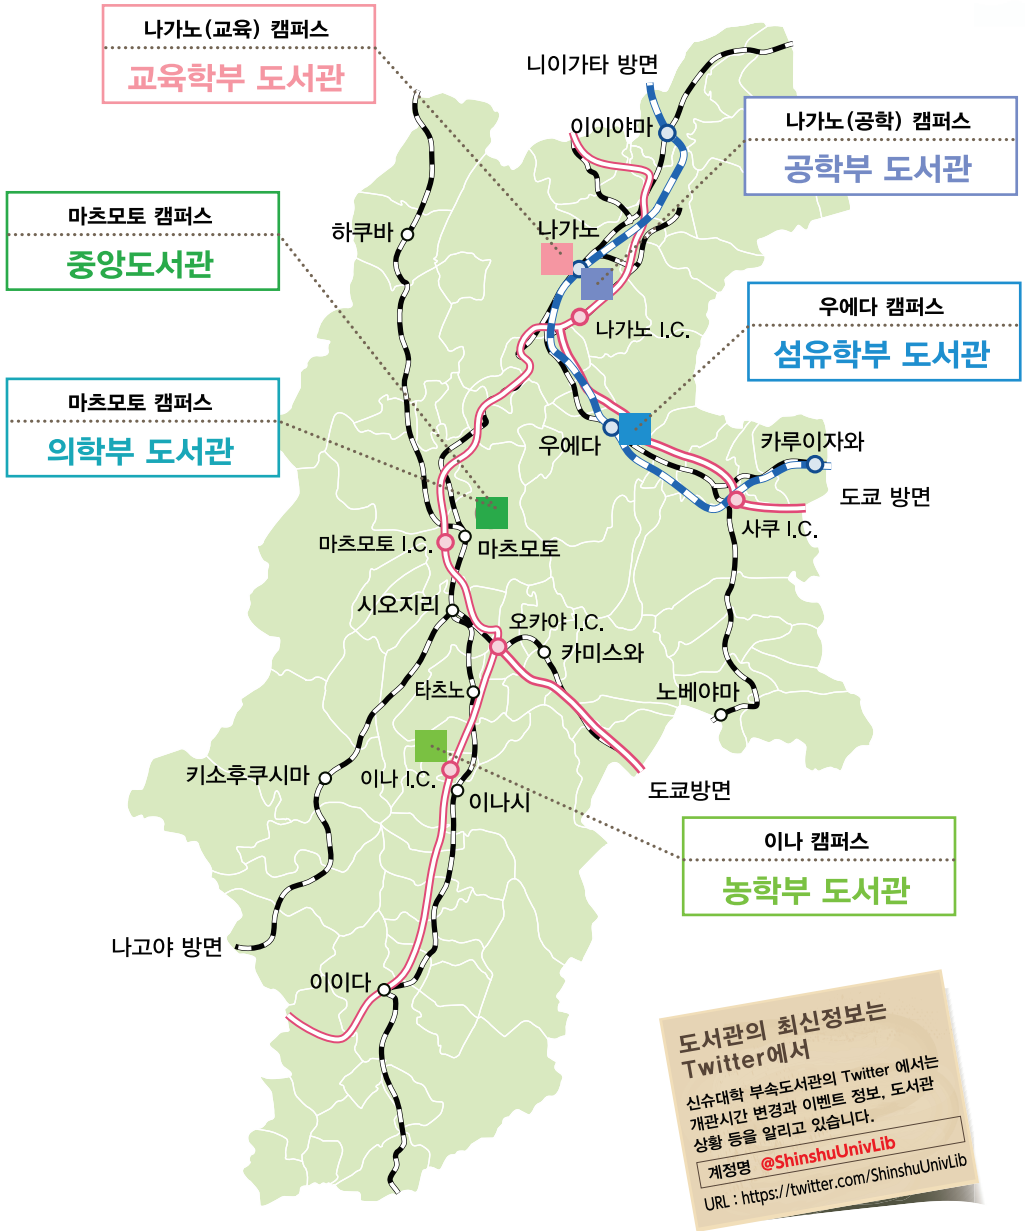 나가노(교육) 캠퍼스
교육학부 도서관
니이가타 방면
나가노(공학) 캠퍼스
공학부 도서관
이이야마
마츠모토 캠퍼스
중앙도서관
하쿠바
나가노
우에다 캠퍼스
섬유학부 도서관
나가노 I.C.
마츠모토 캠퍼스
의학부 도서관
우에다
카루이자와
도쿄 방면
사쿠 I.C.
마츠모토 I.C.
마츠모토
시오지리
오카야 I.C.
카미스와
타츠노
노베야마
키소후쿠시마
이나 I.C.
이나시
도쿄방면
이나 캠퍼스
농학부 도서관
나고야 방면
이이다
도서관의 최신정보는
Twitter에서
신슈대학 부속도서관의 Twitter 에서는
개관시간 변경과 이벤트 정보, 도서관
상황 등을 알리고 있습니다.
계정명 @ShinshuUnivLib
URL : https://twitter.com/ShinshuUnivLib